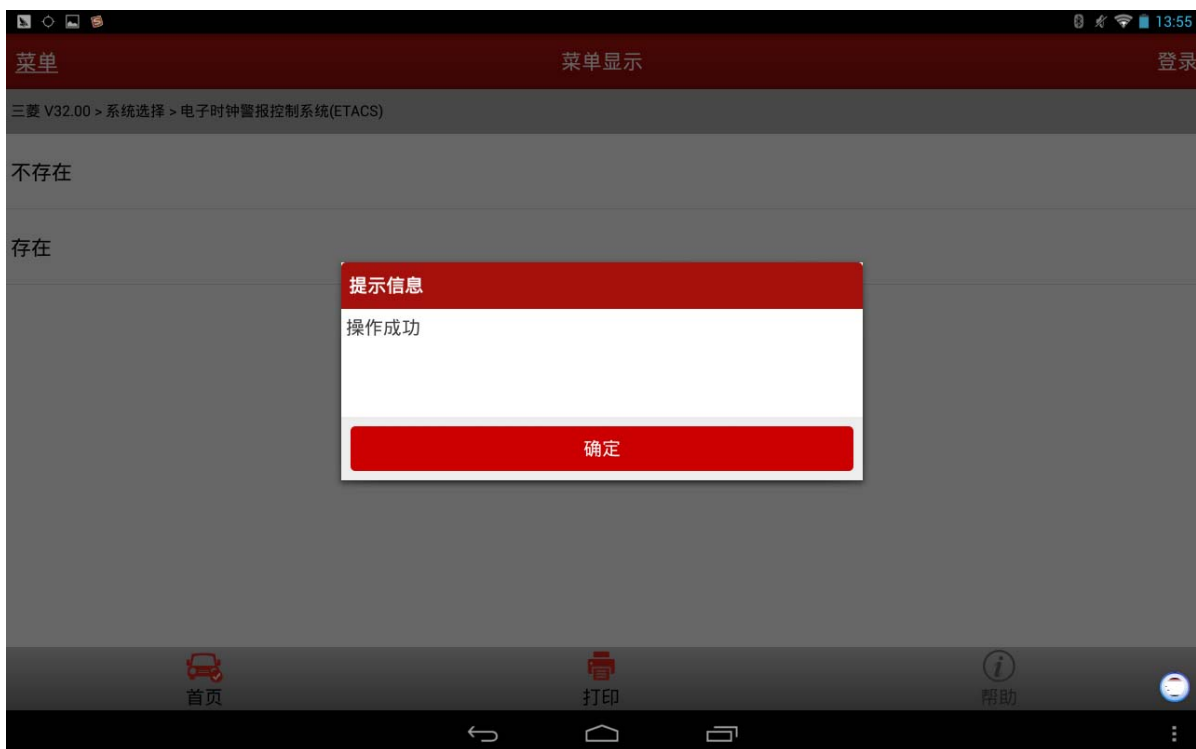 13:55
菜单 菜单显示 登录
三菱 V32.00 > 系统选择 > 电子时钟警报控制系统(ETACS)
不存在
存在
提示信息
操作成功
确定
首页 打印 帮助